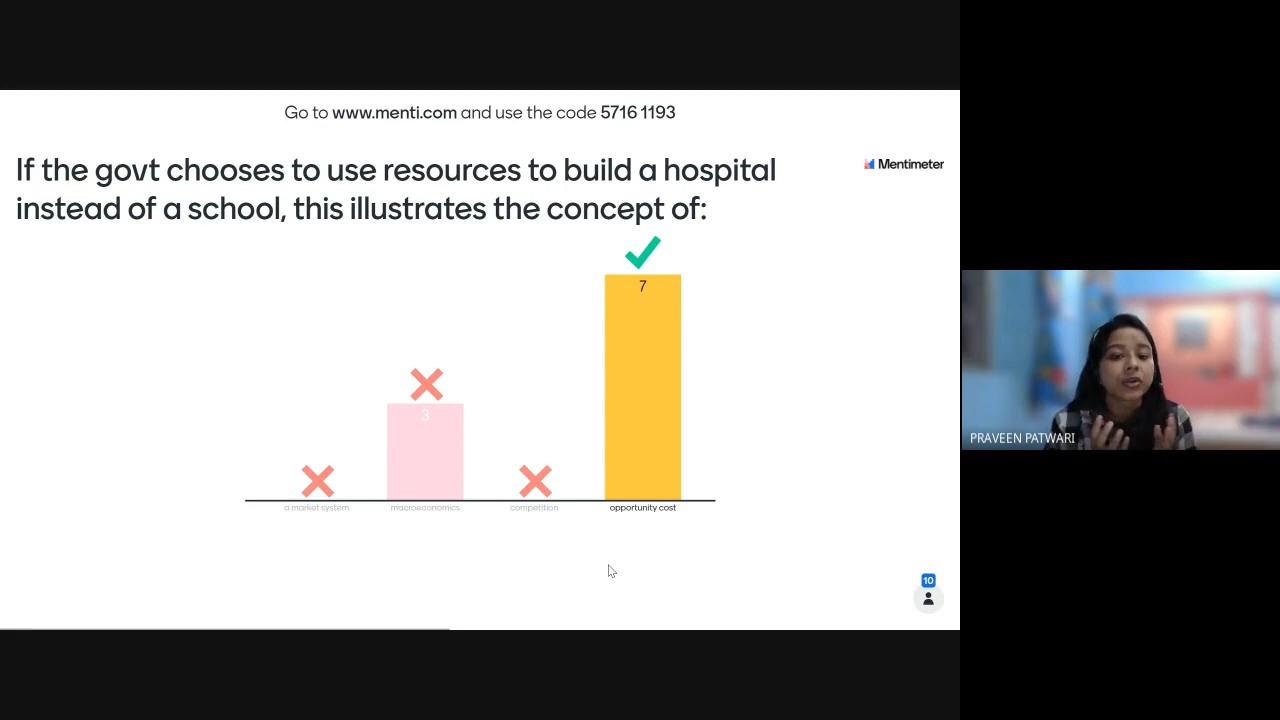 Go to www.menti.com and use the code 5716 1193
If the govt chooses to use resources to build a hospital
instead of a school, this illustrates the concept of:
Mentimeter
7
3
a market system
macroeconomics
competition
opportunity cost
10
PRAVEEN PATWARI